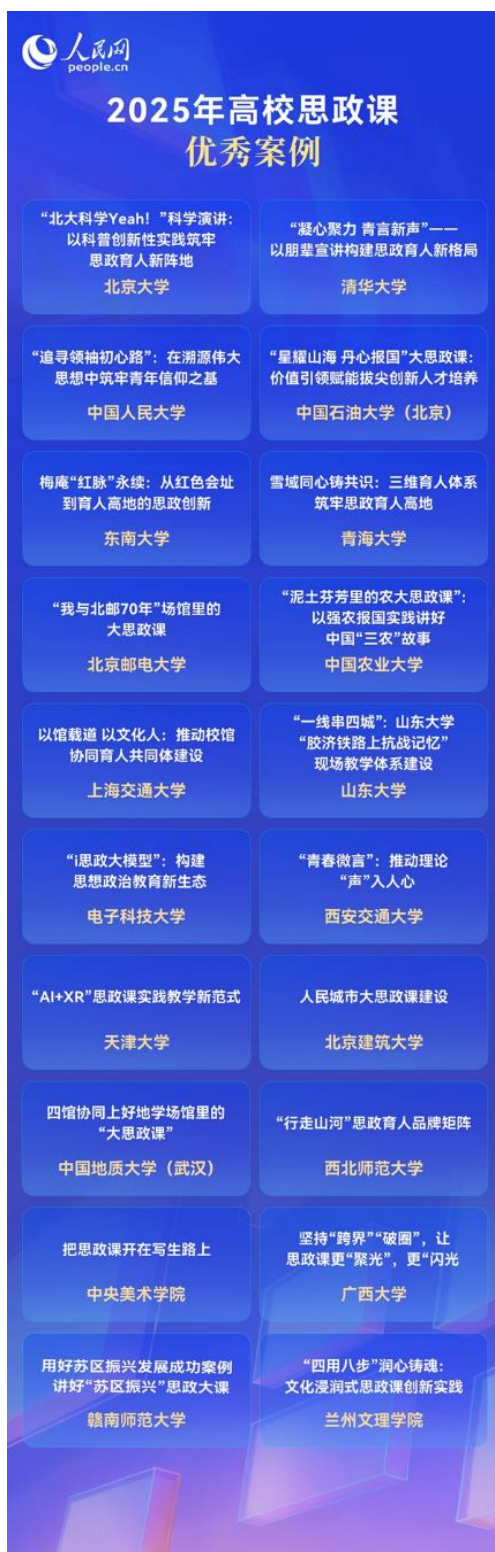 人民网
people.cn
2025年高校思政课
优秀案例
“北大科学Yeah！”科学演讲：
以科普创新性实践筑牢
思政育人新阵地
北京大学
“凝心聚力 青言新声”——
以朋辈宣讲构建思政育人新格局
清华大学
“追寻领袖初心路”：在溯源伟大
思想中筑牢青年信仰之基
中国人民大学
“星耀山海 丹心报国”大思政课：
价值引领赋能拔尖创新人才培养
中国石油大学（北京）
梅庵“红脉”永续：从红色会址
到育人高地的思政创新
东南大学
雪域同心铸共识：三维育人体系
筑牢思政育人高地
青海大学
“我与北邮70年”场馆里的
大思政课
北京邮电大学
“泥土芬芳里的农大思政课”：
以强农报国实践讲好
中国“三农”故事
中国农业大学
以馆载道 以文化人：推动校馆
协同育人共同体建设
上海交通大学
“一线串四城”：山东大学
“胶济铁路上抗战记忆”
现场教学体系建设
山东大学
“i思政大模型”：构建
思想政治教育新生态
电子科技大学
“青春微言”：推动理论
“声”入人心
西安交通大学
“AI+XR”思政课实践教学新范式
天津大学
人民城市大思政课建设
北京建筑大学
四馆协同上好地学场馆里的
“大思政课”
中国地质大学（武汉）
“行走山河”思政育人品牌矩阵
西北师范大学
把思政课开在写生路上
中央美术学院
坚持“跨界”“破圈”，让
思政课更“聚光”，更“闪光
广西大学
用好苏区振兴发展成功案例
讲好“苏区振兴”思政大课
赣南师范大学
“四用八步”润心铸魂：
文化浸润式思政课创新实践
兰州文理学院